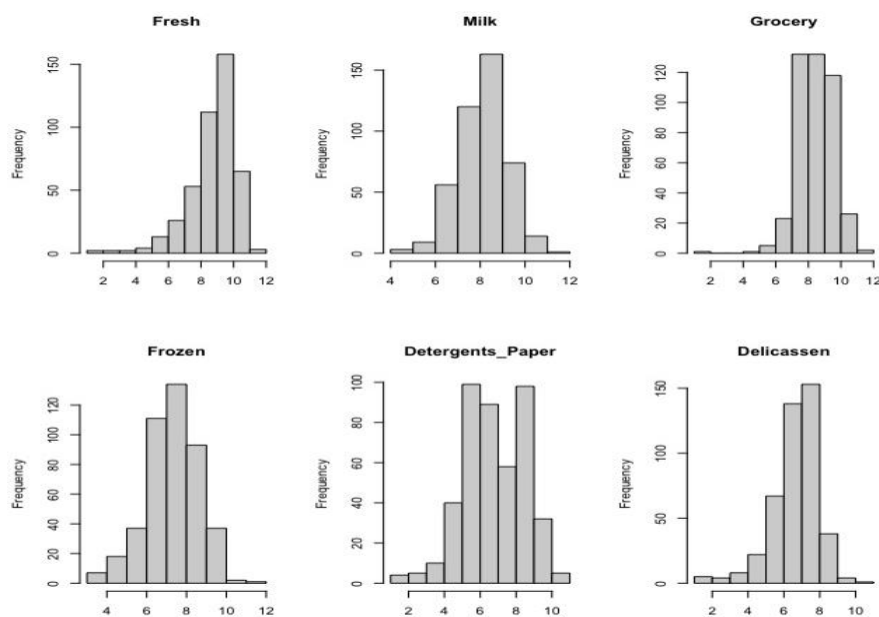 Fresh
Frequency
0 50 100 150
2 4 6 8 10 12
Milk
Frequency
0 50 100 150
4 6 8 10 12
Grocery
Frequency
0 20 40 60 80 120
2 4 6 8 10 12
Frozen
Frequency
0 20 40 60 80 120
4 6 8 10 12
Detergents_Paper
Frequency
0 20 40 60 80 100
2 4 6 8 10
Delicassen
Frequency
0 50 100 150
2 4 6 8 10